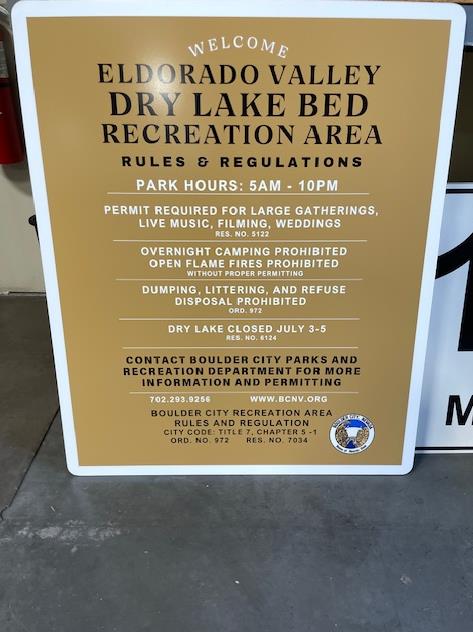 WELCOME
ELDORADO VALLEY
DRY LAKE BED
RECREATION AREA
RULES & REGULATIONS
PARK HOURS: 5AM - 10PM
PERMIT REQUIRED FOR LARGE GATHERINGS,
LIVE MUSIC, FILMING, WEDDINGS
RES. NO. 5122
OVERNIGHT CAMPING PROHIBITED
OPEN FLAME FIRES PROHIBITED
WITHOUT PROPER PERMITTING
DUMPING, LITTERING, AND REFUSE
DISPOSAL PROHIBITED
ORD. 972
DRY LAKE CLOSED JULY 3-5
RES. NO. 6124
CONTACT BOULDER CITY PARKS AND
RECREATION DEPARTMENT FOR MORE
INFORMATION AND PERMITTING
702.293.9256 WWW.BCNV.ORG
BOULDER CITY RECREATION AREA
RULES AND REGULATION
CITY CODE: TITLE 7, CHAPTER 5 -1
ORD. NO. 972 RES. NO. 7034
BOULDER CITY, NEVADA
M